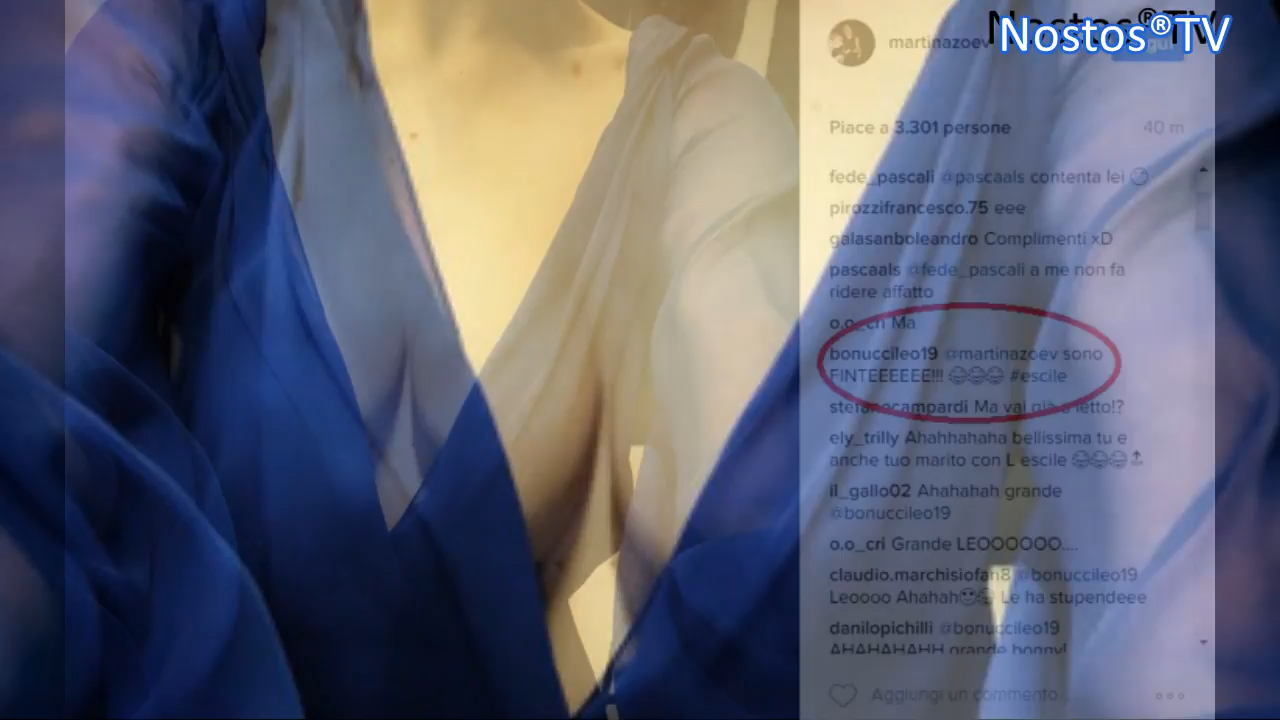 Nostos®TV
Nostos®TV
martinazoev
Piace a 3.301 persone
40 m
fede_pascali @pascaals contenta lei
pirozzifrancesco.75 eee
galasanboleandro Complimenti xD
pascaals @fede_pascali a me non fa
ridere affatto
o.o_cri Ma
bonuccileo19 @martinazoev sono
FINTEEEEEE!!! 😂😂😂 #escile
stefanocampardi Ma vai già a letto!?
ely_trilly Ahahhahaha bellissima tu e
anche tuo marito con L escile 😂😂😂
il_gallo02 Ahahahah grande
@bonuccileo19
o.o_cri Grande LEOOOOOO....
claudio.marchisiofan8 @bonuccileo19
Leoooo Ahahah Le ha stupendeee
danilopichilli @bonuccileo19
AHAHAHAHH grande bonny!
Aggiungi un commento